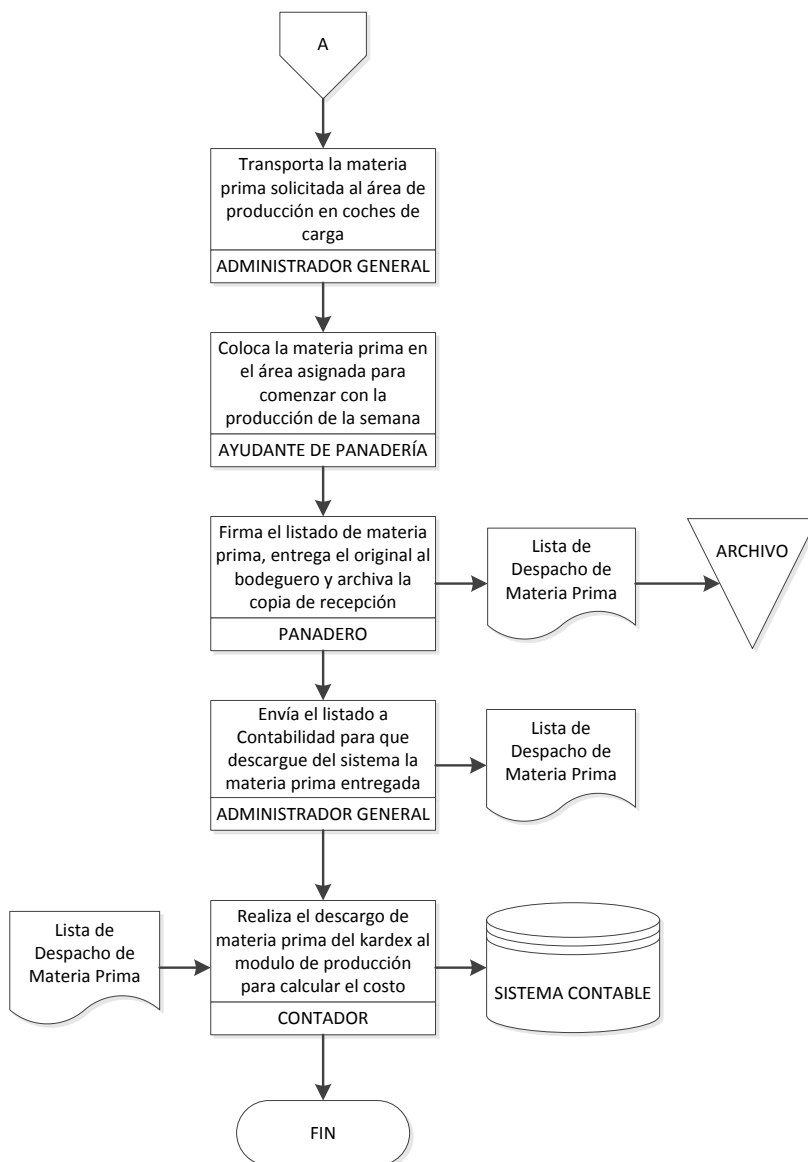 A
Transporta la materia
prima solicitada al área de
producción en coches de
carga
ADMINISTRADOR GENERAL
Coloca la materia prima en
el área asignada para
comenzar con la
producción de la semana
AYUDANTE DE PANADERÍA
Firma el listado de materia
prima, entrega el original al
bodeguero y archiva la
copia de recepción
PANADERO
Lista de
Despacho de
Materia Prima
ARCHIVO
Envía el listado a
Contabilidad para que
descargue del sistema la
materia prima entregada
ADMINISTRADOR GENERAL
Lista de
Despacho de
Materia Prima
Lista de
Despacho de
Materia Prima
Realiza el descargo de
materia prima del kardex al
modulo de producción
para calcular el costo
CONTADOR
SISTEMA CONTABLE
FIN